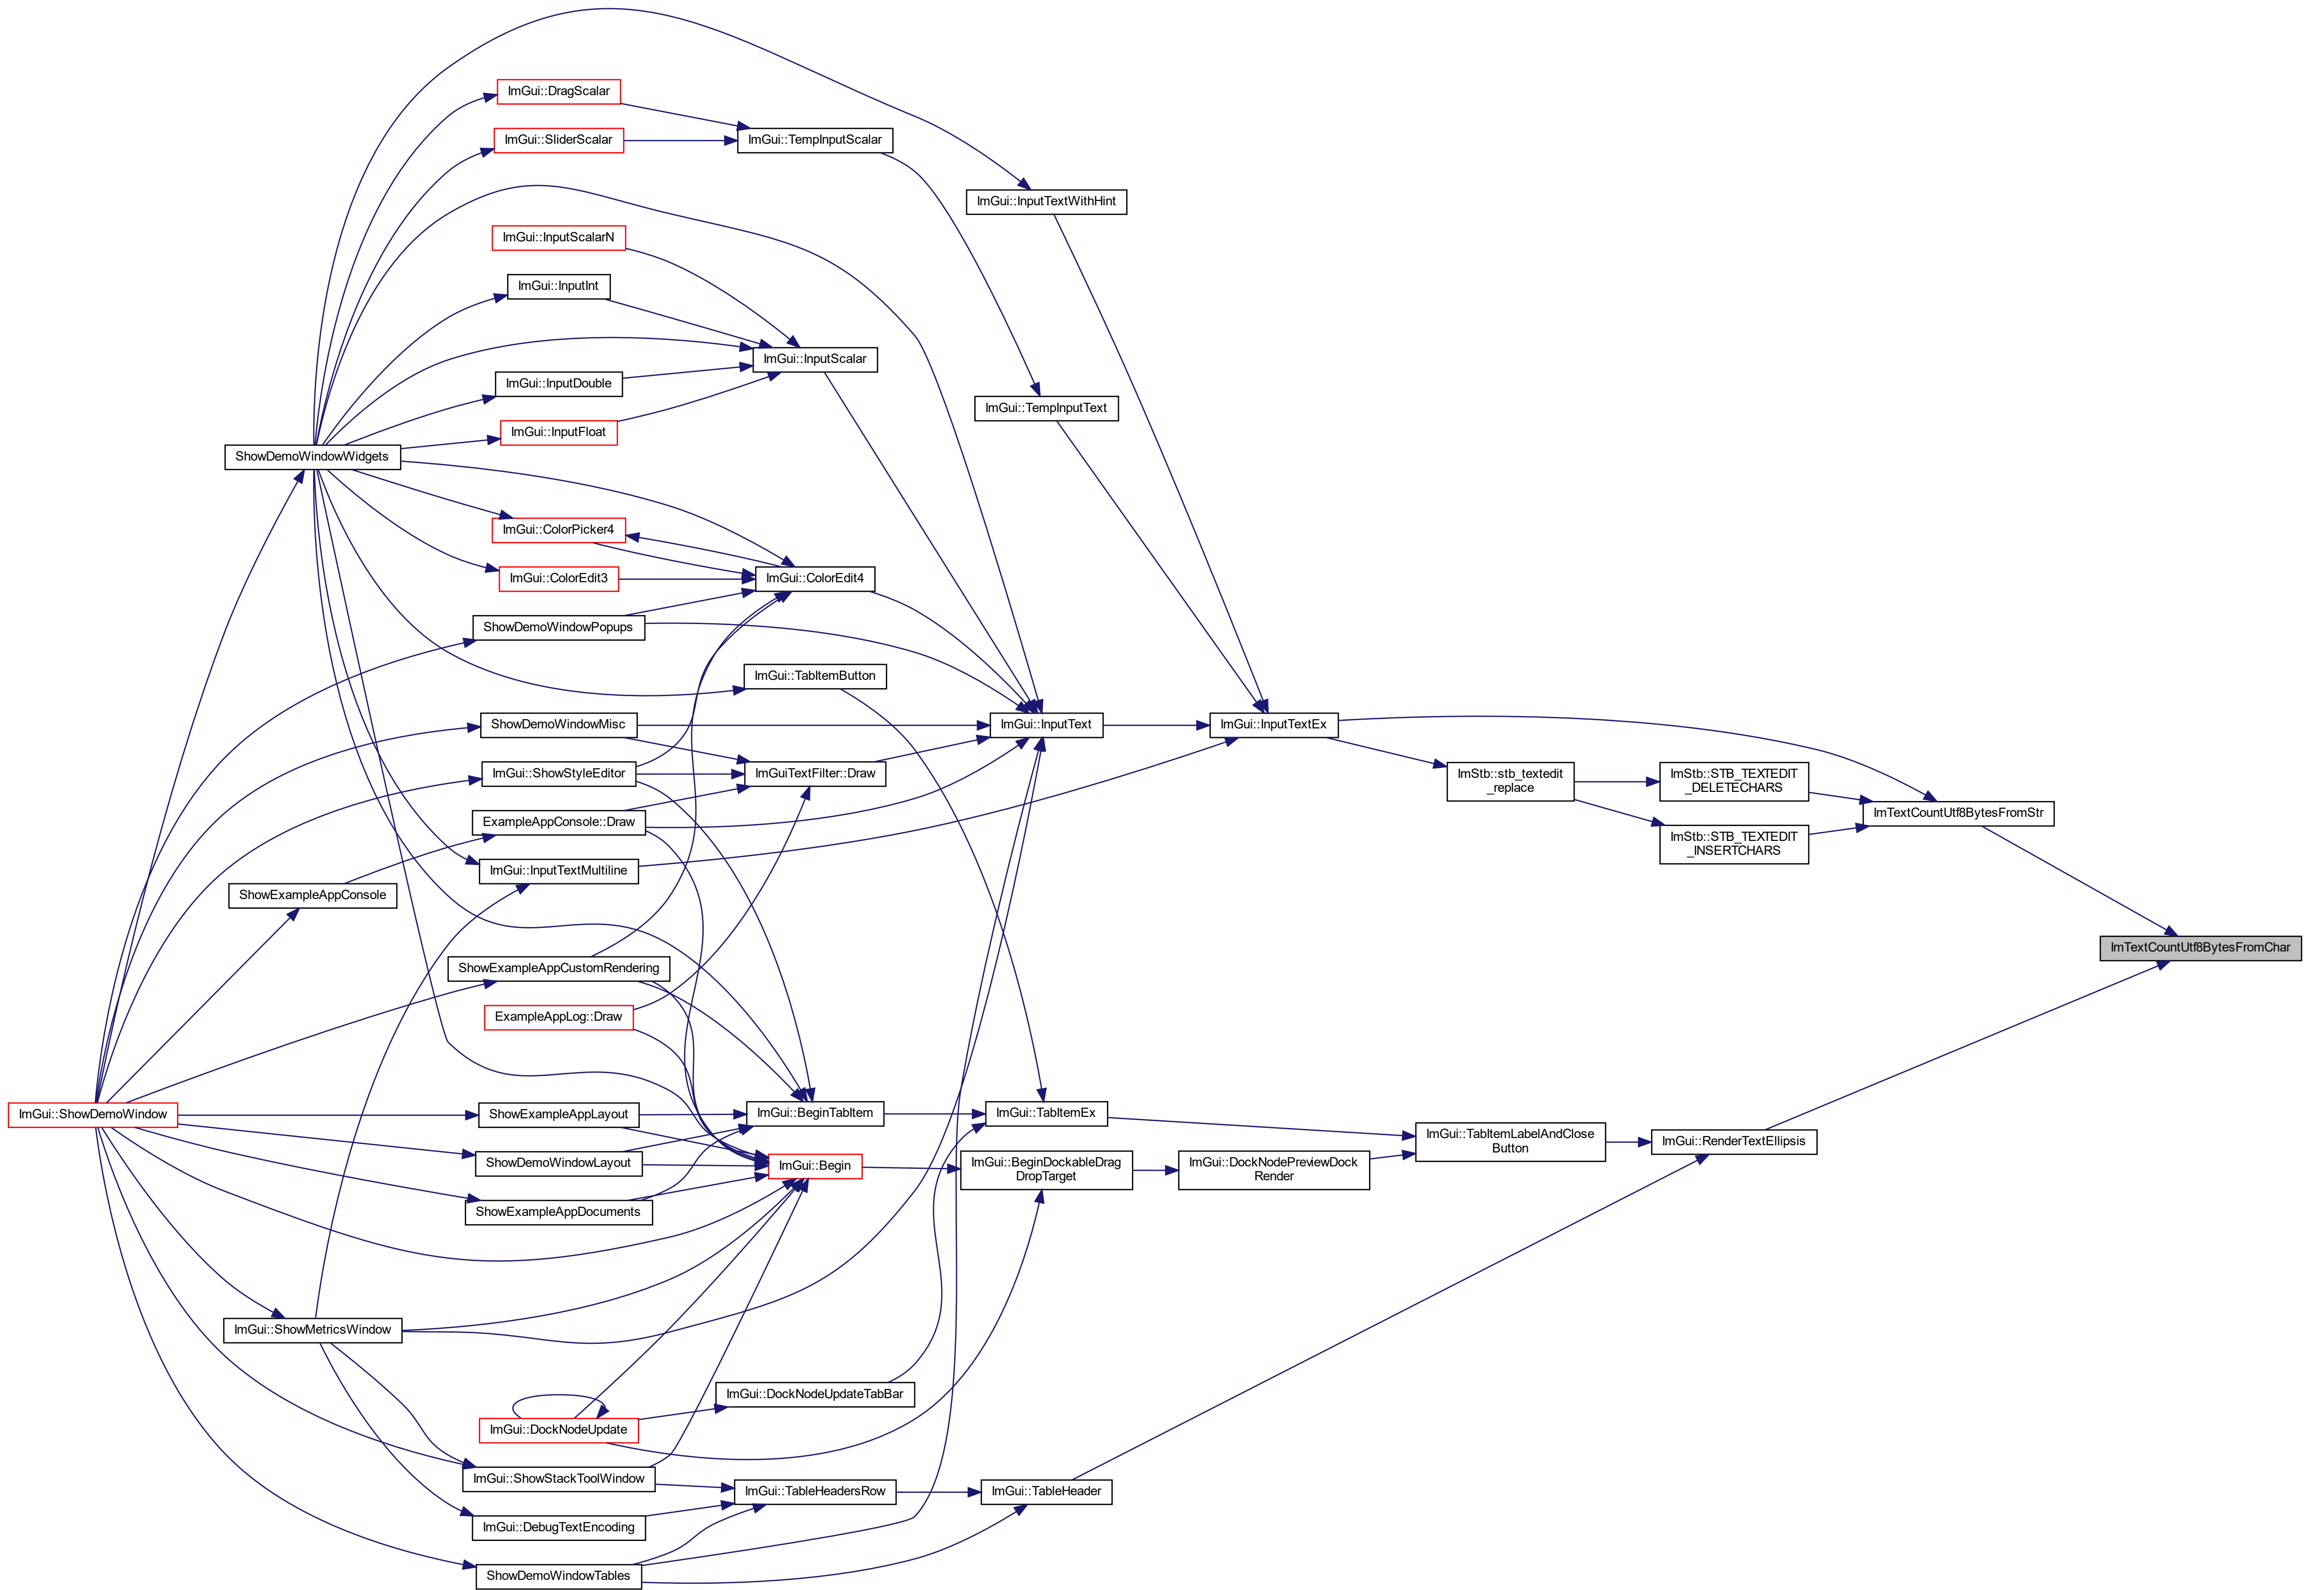 ImGui::DragScalar
ImGui::SliderScalar
ImGui::TempInputScalar
ImGui::InputTextWithHint
ImGui::InputScalarN
ImGui::InputInt
ImGui::InputScalar
ImGui::InputDouble
ImGui::TempInputText
ImGui::InputFloat
ShowDemoWindowWidgets
ImGui::ColorPicker4
ImGui::ColorEdit3
ImGui::ColorEdit4
ShowDemoWindowPopups
ImGui::TabItemButton
ShowDemoWindowMisc
ImGui::InputText
ImGui::InputTextEx
ImGui::ShowStyleEditor
ImGuiTextFilter::Draw
ImStb::stb_textedit
_replace
ImStb::STB_TEXTEDIT
_DELETECHARS
ImTextCountUtf8BytesFromStr
ExampleAppConsole::Draw
ImStb::STB_TEXTEDIT
_INSERTCHARS
ImGui::InputTextMultiline
ShowExampleAppConsole
ImTextCountUtf8BytesFromChar
ShowExampleAppCustomRendering
ExampleAppLog::Draw
ImGui::ShowDemoWindow
ShowExampleAppLayout
ImGui::BeginTabItem
ImGui::TabItemEx
ImGui::TabItemLabelAndClose
Button
ImGui::RenderTextEllipsis
ShowDemoWindowLayout
ImGui::Begin
ImGui::BeginDockableDrag
DropTarget
ImGui::DockNodePreviewDock
Render
ShowExampleAppDocuments
ImGui::ShowMetricsWindow
ImGui::DockNodeUpdateTabBar
ImGui::DockNodeUpdate
ImGui::ShowStackToolWindow
ImGui::TableHeadersRow
ImGui::TableHeader
ImGui::DebugTextEncoding
ShowDemoWindowTables